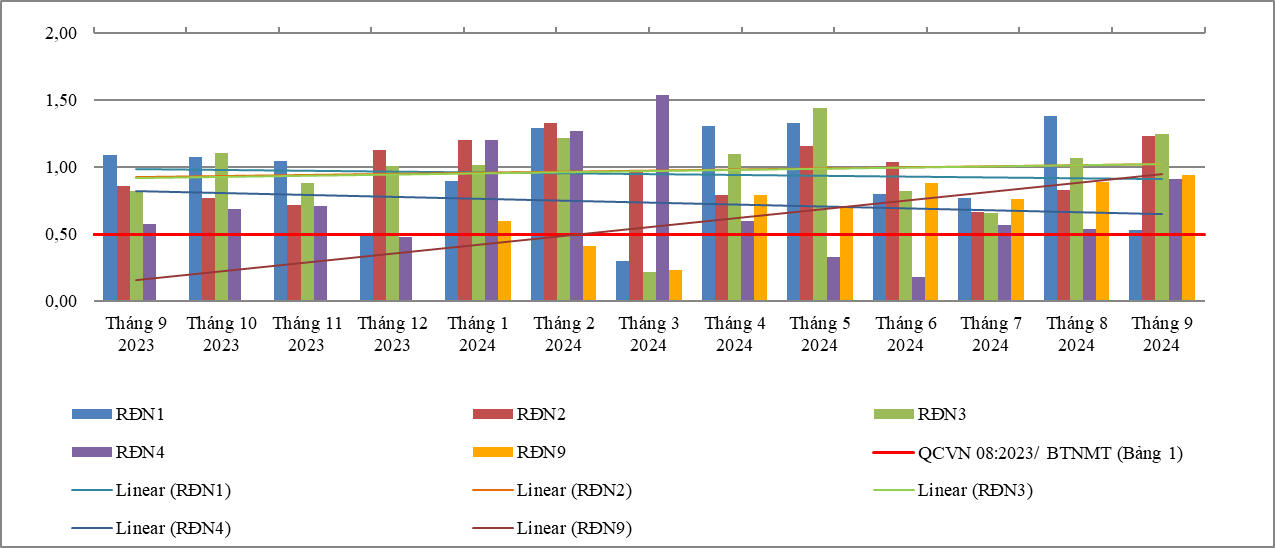 2,00
1,50
1,00
0,50
0,00
Tháng 9 Tháng 10 Tháng 11 Tháng 12 Tháng 1 Tháng 2 Tháng 3 Tháng 4 Tháng 5 Tháng 6 Tháng 7 Tháng 8 Tháng 9
2023 2023 2023 2023 2024 2024 2024 2024 2024 2024 2024 2024 2024
RĐN1 RĐN2 RĐN3
RĐN4 RĐN9 QCVN 08:2023/ BTNMT (Bảng 1)
Linear (RĐN1) Linear (RĐN2) Linear (RĐN3)
Linear (RĐN4) Linear (RĐN9)